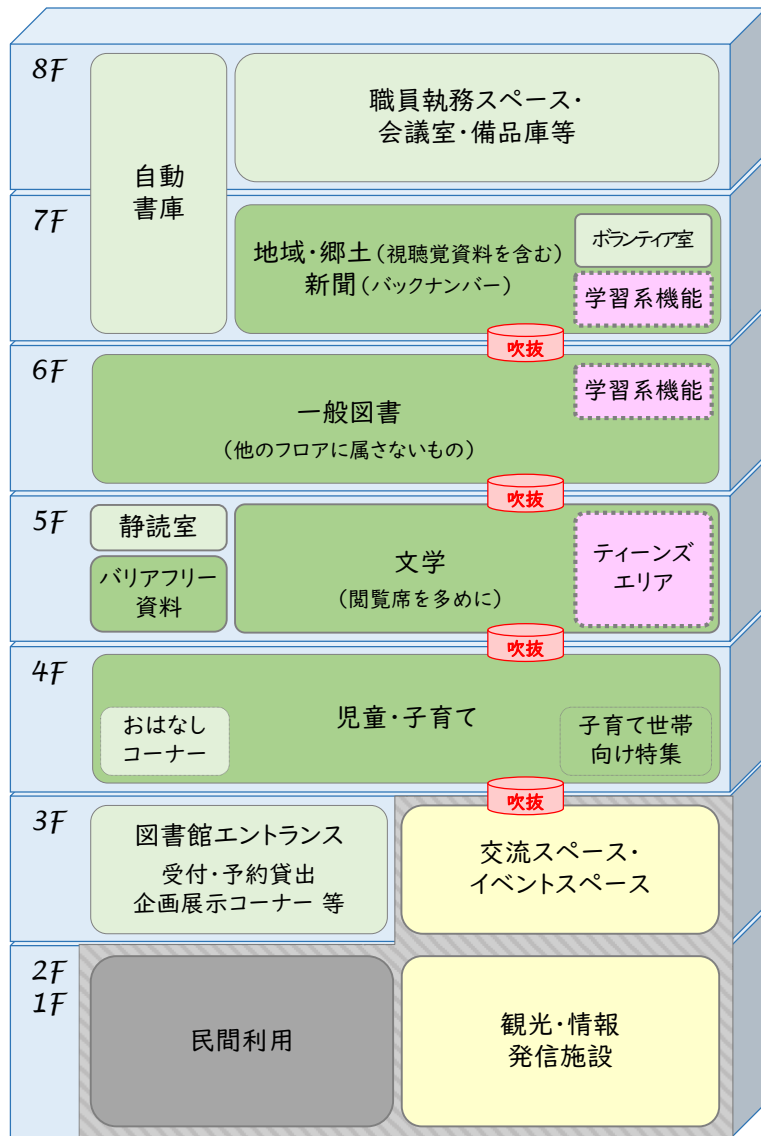 8F
職員執務スペース・
会議室・備品庫等
自動
書庫
7F
地域・郷土(視聴覚資料を含む)
新聞(バックナンバー)
ボランティア室
学習系機能
吹抜
6F
一般図書
(他のフロアに属さないもの)
学習系機能
吹抜
5F
静読室
バリアフリー
資料
文学
(閲覧席を多めに)
ティーンズ
エリア
吹抜
4F
児童・子育て
おはなし
コーナー
子育て世帯
向け特集
吹抜
3F
図書館エントランス
受付・予約貸出
企画展示コーナー 等
交流スペース・
イベントスペース
2F
1F
民間利用
観光・情報
発信施設